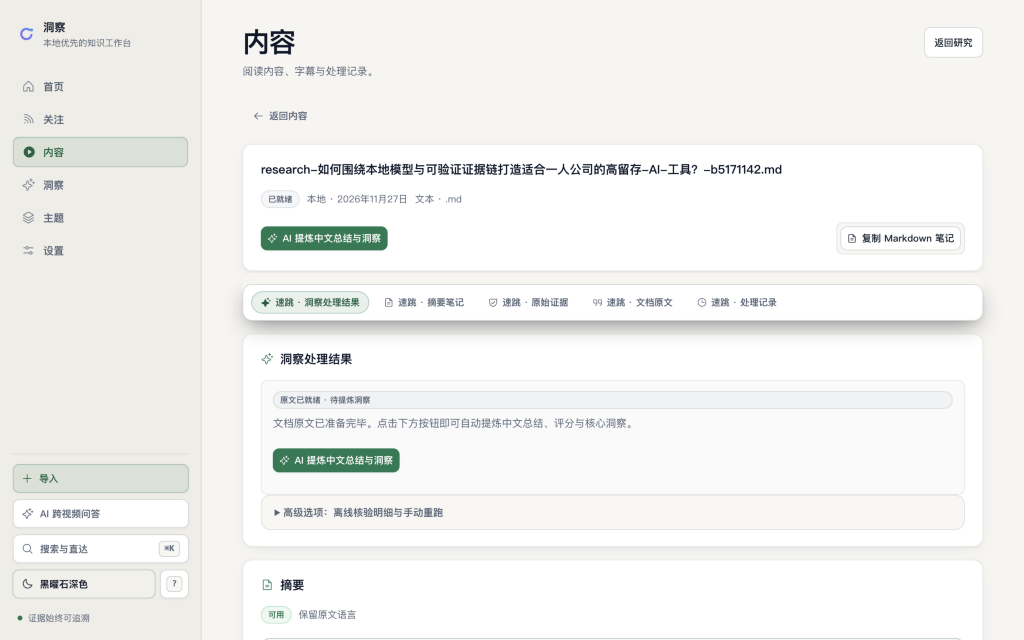 洞察
本地优先的知识工作台
首页
关注
内容
洞察
主题
设置
导入
AI 跨视频问答
搜索与直达 ⌘K
黑曜石深色 ?
证据始终可追溯
内容
阅读内容、字幕与处理记录。
返回研究
返回内容
research-如何围绕本地模型与可验证证据链打造适合一人公司的高留存-AI-工具？-b5171142.md
已就绪 本地 · 2026年11月27日 文本 · .md
AI 提炼中文总结与洞察
复制 Markdown 笔记
速跳 · 洞察处理结果 速跳 · 摘要笔记 速跳 · 原始证据 速跳 · 文档原文 速跳 · 处理记录
洞察处理结果
原文已就绪 · 待提炼洞察
文档原文已准备完毕。点击下方按钮即可自动提炼中文总结、评分与核心洞察。
AI 提炼中文总结与洞察
高级选项：离线核验明细与手动重跑
摘要
可用 保留原文语言